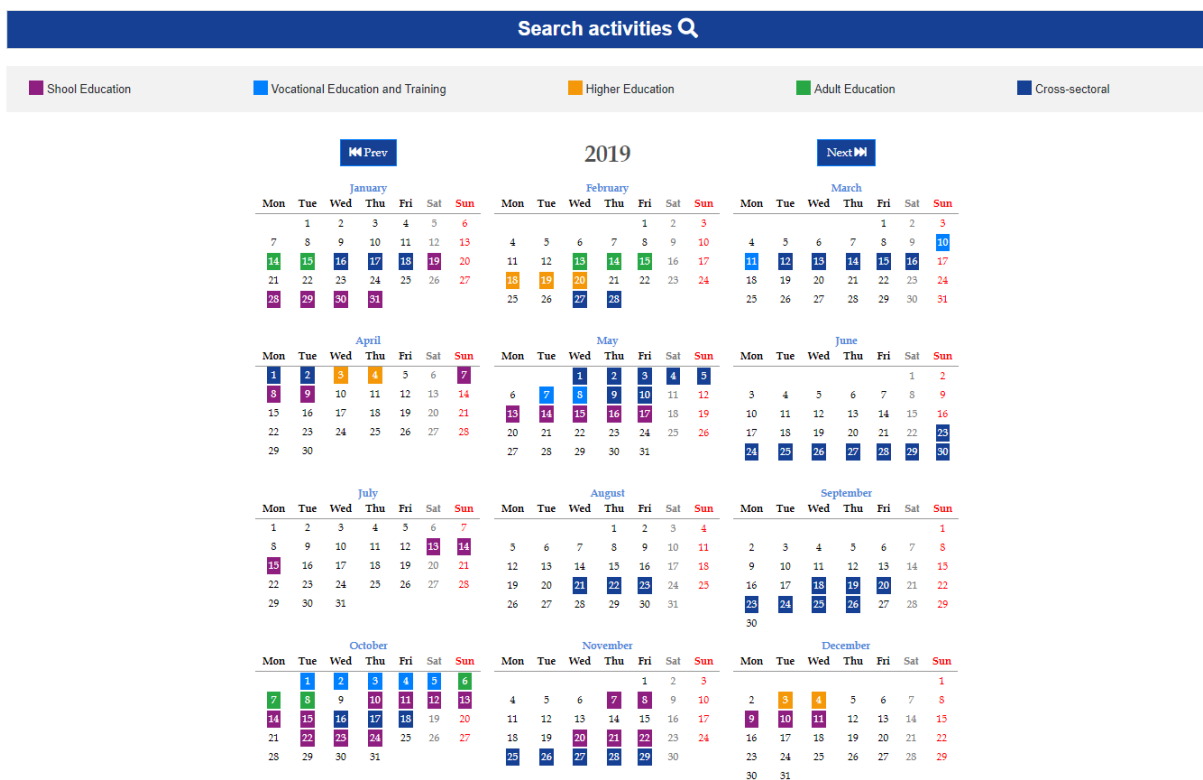 Search activities
Shool Education Vocational Education and Training Higher Education Adult Education Cross-sectoral
Prev 2019 Next
January February March
Mon Tue Wed Thu Fri Sat Sun Mon Tue Wed Thu Fri Sat Sun Mon Tue Wed Thu Fri Sat Sun
1 2 3 4 5 6 1 2 3 1 2 3
7 8 9 10 11 12 13 4 5 6 7 8 9 10 4 5 6 7 8 9 10
14 15 16 17 18 19 20 11 12 13 14 15 16 17 11 12 13 14 15 16 17
21 22 23 24 25 26 27 18 19 20 21 22 23 24 18 19 20 21 22 23 24
28 29 30 31 25 26 27 28 25 26 27 28 29 30 31
April May June
Mon Tue Wed Thu Fri Sat Sun Mon Tue Wed Thu Fri Sat Sun Mon Tue Wed Thu Fri Sat Sun
1 2 3 4 5 6 7 1 2 3 4 5 1 2
8 9 10 11 12 13 14 6 7 8 9 10 11 12 3 4 5 6 7 8 9
15 16 17 18 19 20 21 13 14 15 16 17 18 19 10 11 12 13 14 15 16
22 23 24 25 26 27 28 20 21 22 23 24 25 26 17 18 19 20 21 22 23
29 30 27 28 29 30 31 24 25 26 27 28 29 30
July August September
Mon Tue Wed Thu Fri Sat Sun Mon Tue Wed Thu Fri Sat Sun Mon Tue Wed Thu Fri Sat Sun
1 2 3 4 5 6 7 1 2 3 4 1
8 9 10 11 12 13 14 5 6 7 8 9 10 11 2 3 4 5 6 7 8
15 16 17 18 19 20 21 12 13 14 15 16 17 18 9 10 11 12 13 14 15
22 23 24 25 26 27 28 19 20 21 22 23 24 25 16 17 18 19 20 21 22
29 30 31 26 27 28 29 30 31 23 24 25 26 27 28 29
30
October November December
Mon Tue Wed Thu Fri Sat Sun Mon Tue Wed Thu Fri Sat Sun Mon Tue Wed Thu Fri Sat Sun
1 2 3 4 5 6 1 2 3 1
7 8 9 10 11 12 13 4 5 6 7 8 9 10 2 3 4 5 6 7 8
14 15 16 17 18 19 20 11 12 13 14 15 16 17 9 10 11 12 13 14 15
21 22 23 24 25 26 27 18 19 20 21 22 23 24 16 17 18 19 20 21 22
28 29 30 31 25 26 27 28 29 30 23 24 25 26 27 28 29
30 31